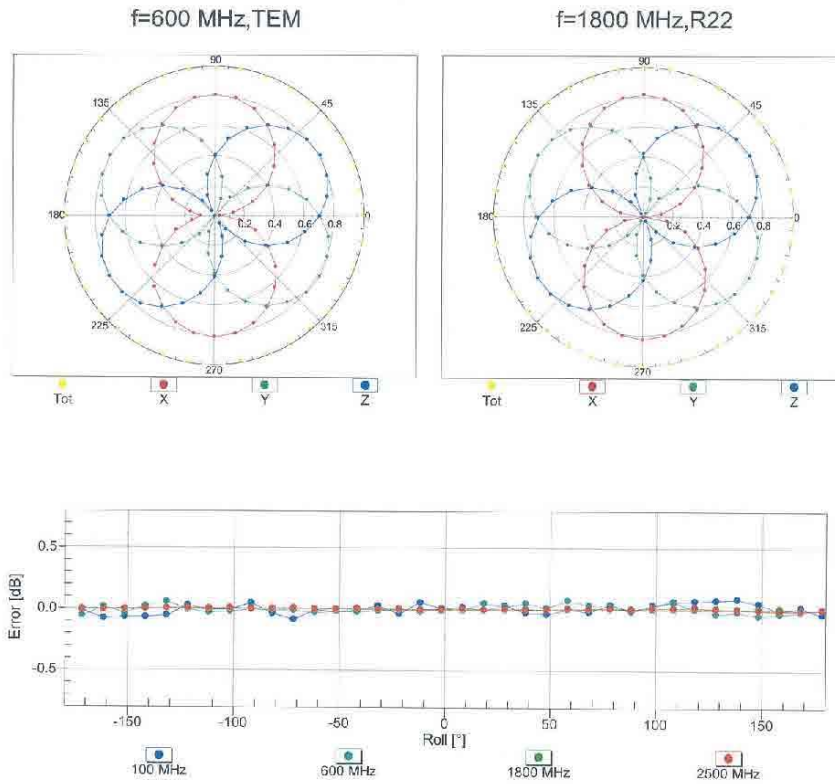 f=600 MHz,TEM
f=1800 MHz,R22
90
135
45
180
0.2 0.4 0.6 0.8
0
225
315
270
Tot X Y Z
90
135
45
180
0.2 0.4 0.6 0.8
0
225
315
270
Tot X Y Z
Error [dB]
0.5
0.0
-0.5
-150 -100 -50 0 50 100 150
Roll [°]
100 MHz 600 MHz 1800 MHz 2500 MHz